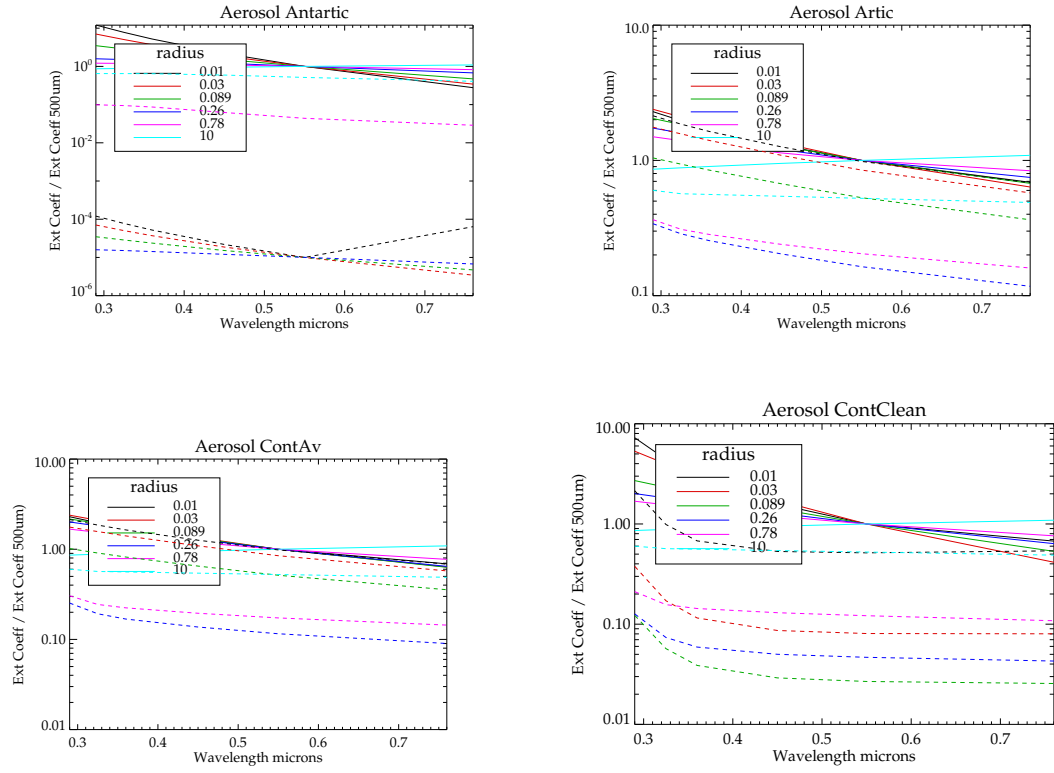 Aerosol Antartic
Ext Coeff / Ext Coeff 500um)
10^0
10^-2
10^-4
10^-6
radius
0.01
0.03
0.089
0.26
0.78
10
0.3 0.4 0.5 0.6 0.7
Wavelength microns
Aerosol Artic
Ext Coeff / Ext Coeff 500um)
10.0
1.0
0.1
radius
0.01
0.03
0.089
0.26
0.78
10
0.3 0.4 0.5 0.6 0.7
Wavelength microns
Aerosol ContAv
Ext Coeff / Ext Coeff 500um)
10.00
1.00
0.10
0.01
radius
0.01
0.03
0.089
0.26
0.78
10
0.3 0.4 0.5 0.6 0.7
Wavelength microns
Aerosol ContClean
Ext Coeff / Ext Coeff 500um)
10.00
1.00
0.10
0.01
radius
0.01
0.03
0.089
0.26
0.78
10
0.3 0.4 0.5 0.6 0.7
Wavelength microns